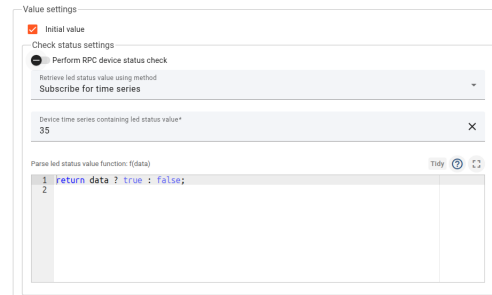 Value settings
Initial value
Check status settings
Perform RPC device status check
Retrieve led status value using method
Subscribe for time series
Device time series containing led status value*
35
Parse led status value function: f(data)
Tidy
1 return data ? true : false;
2